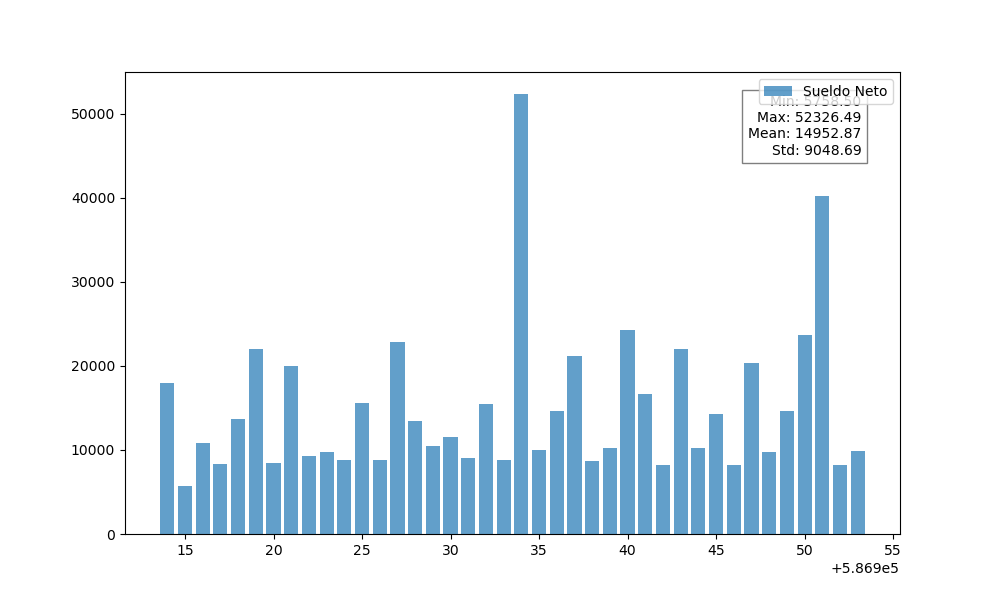 Sueldo Neto
Min: 5758.50
Max: 52326.49
Mean: 14952.87
Std: 9048.69
50000
40000
30000
20000
10000
0
15 20 25 30 35 40 45 50 55
+5.869e5